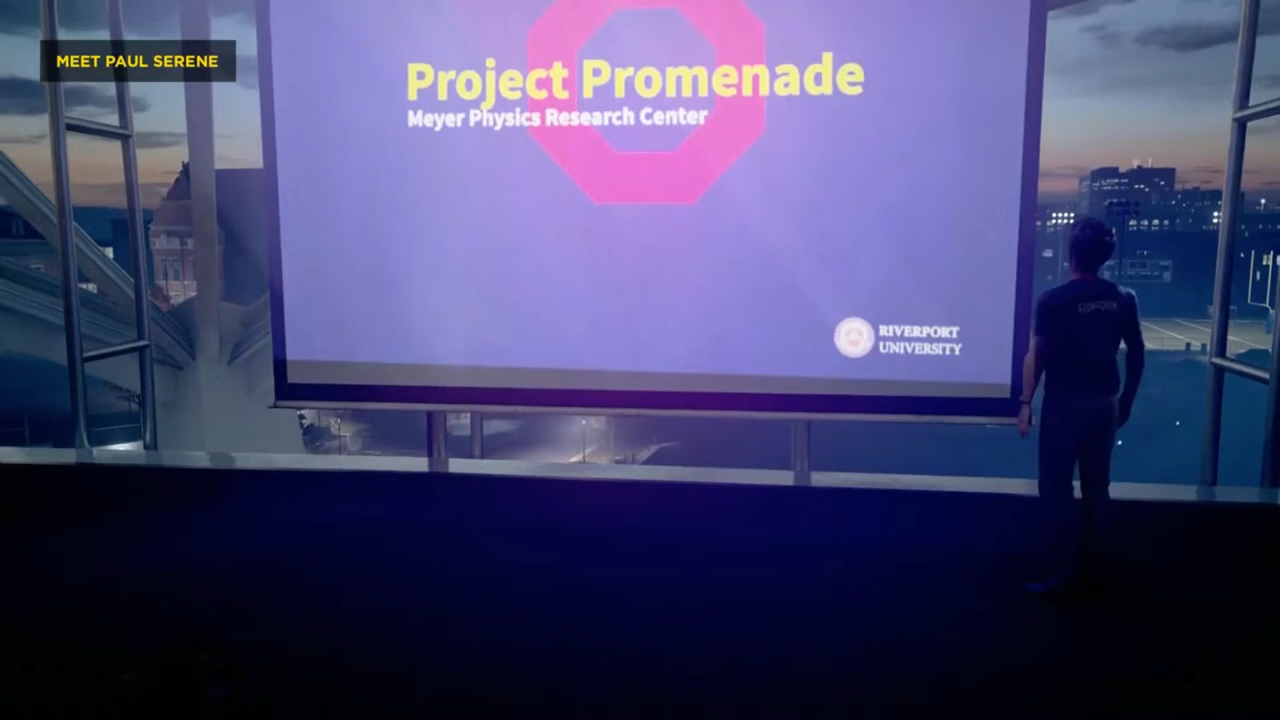 MEET PAUL SERENE
Project Promenade
Meyer Physics Research Center
RIVERPORT
UNIVERSITY